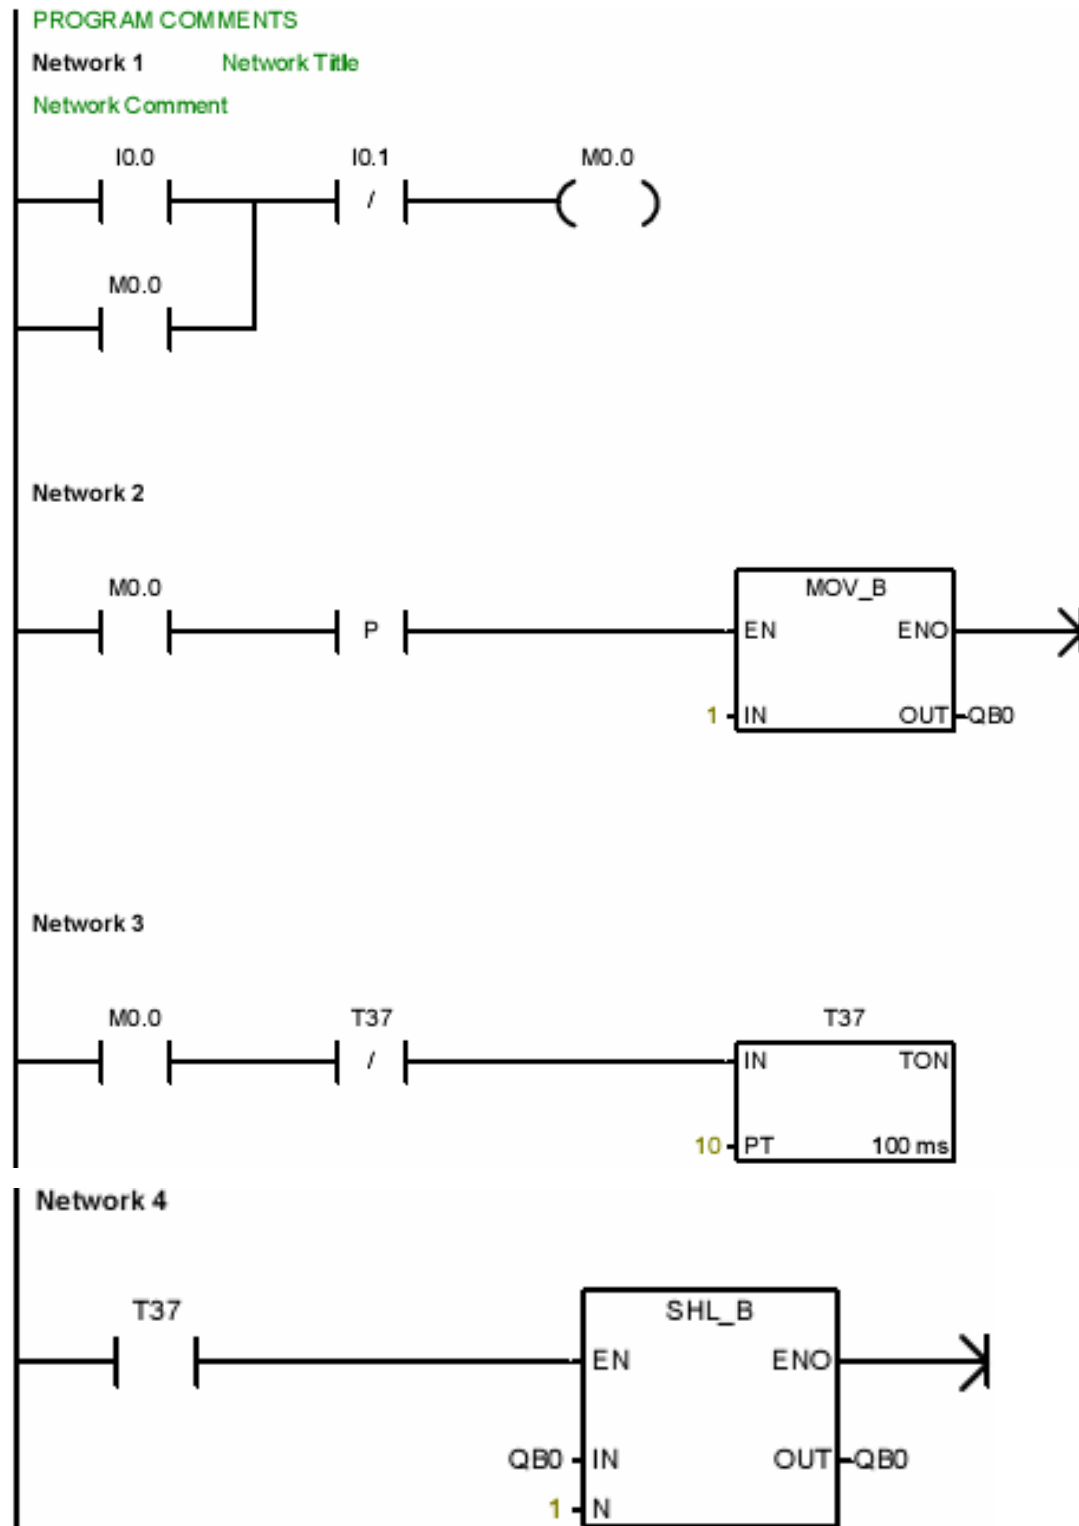 PROGRAM COMMENTS
Network 1 Network Title
Network Comment
I0.0 I0.1 M0.0
/
M0.0
Network 2
M0.0 MOV_B
P EN ENO
1 IN OUT QB0
Network 3
M0.0 T37 T37
/ IN TON
10 PT 100 ms
Network 4
T37 SHL_B
EN ENO
QB0 IN OUT QB0
1 N